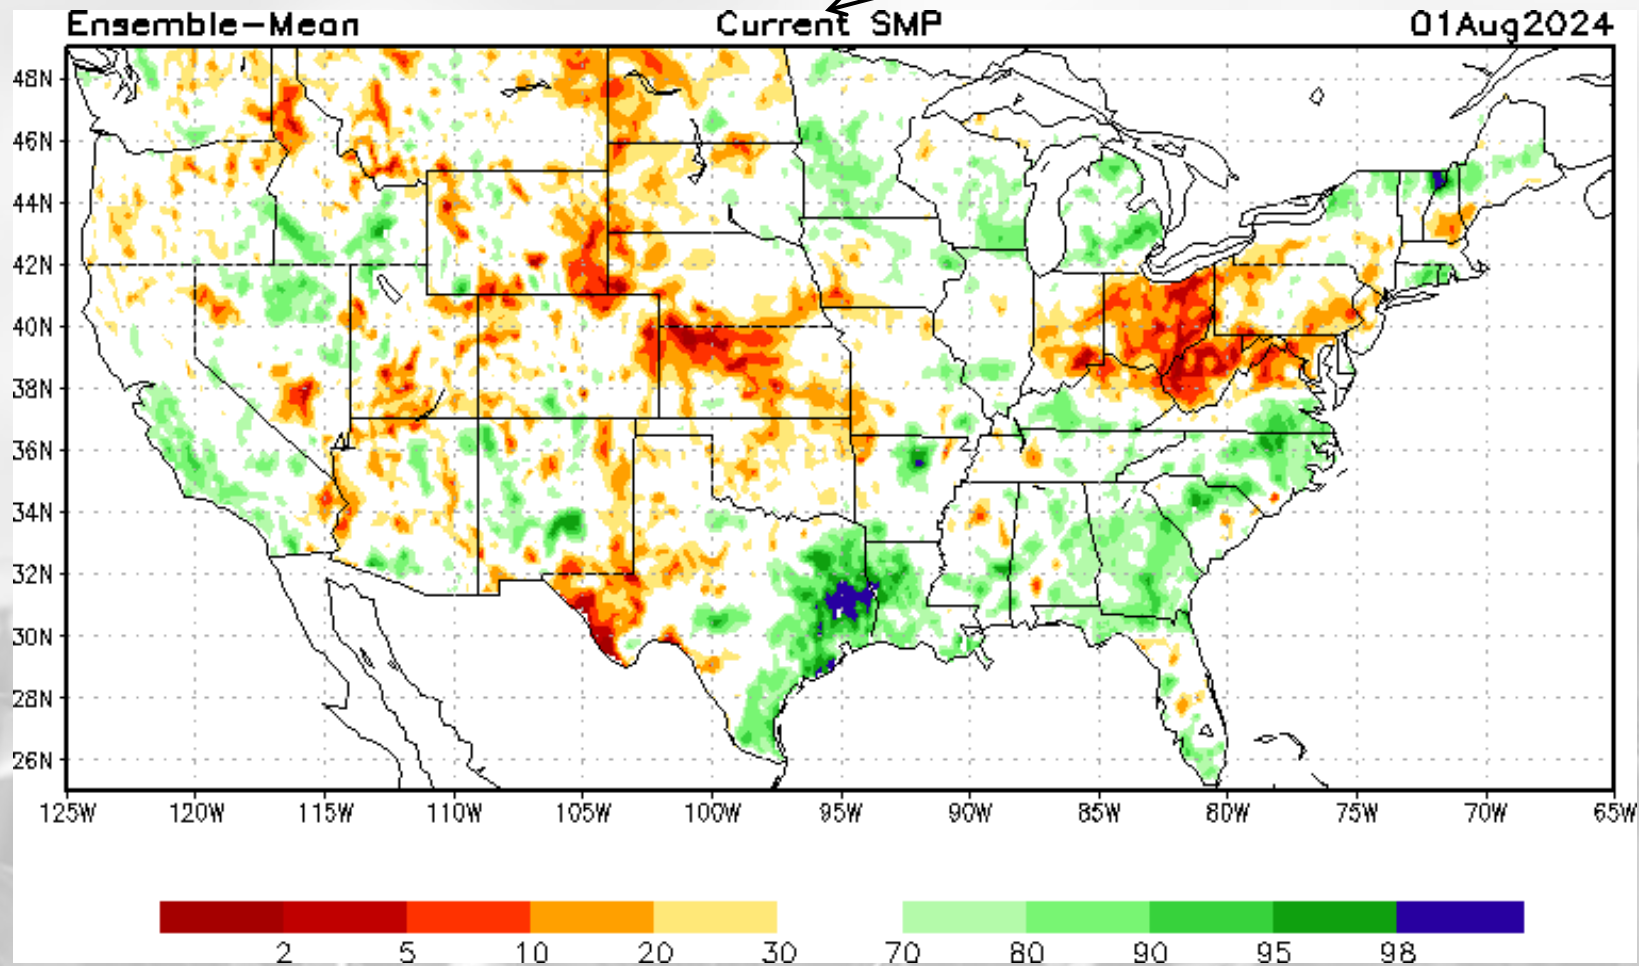 Ensemble-Mean Current SMP 01Aug2024
48N
46N
44N
42N
40N
38N
36N
34N
32N
30N
28N
26N
125W 120W 115W 110W 105W 100W 95W 90W 85W 80W 75W 70W 65W
2 5 10 20 30 70 80 90 95 98